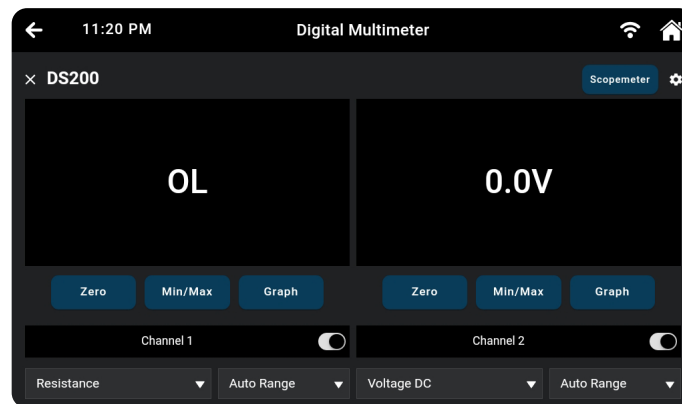 11:20 PM Digital Multimeter
DS200 Scopemeter
OL 0.0V
Zero Min/Max Graph Zero Min/Max Graph
Channel 1 Channel 2
Resistance Auto Range Voltage DC Auto Range